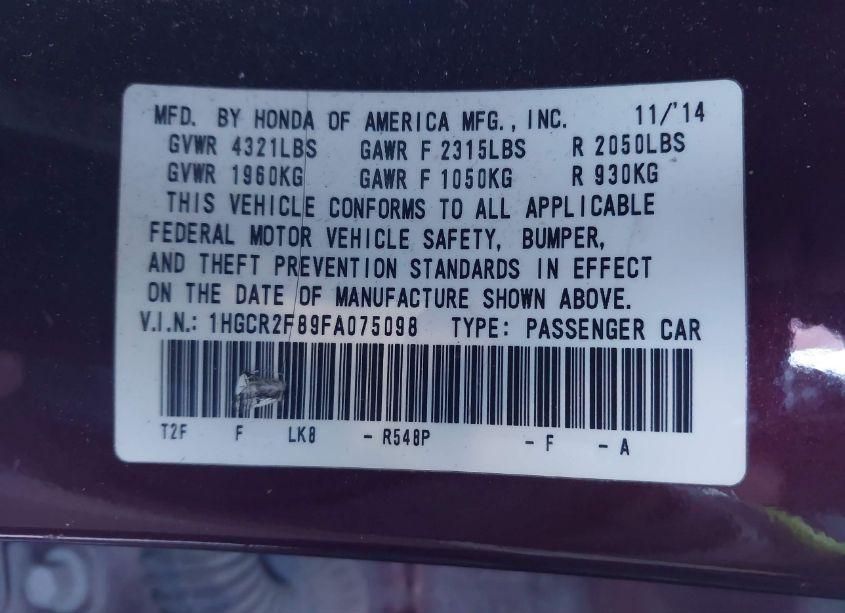 MFD. BY HONDA OF AMERICA MFG., INC. 11/'14
GVWR 4321LBS GAWR F 2315LBS R 2050LBS
GVWR 1960KG GAWR F 1050KG R 930KG
THIS VEHICLE CONFORMS TO ALL APPLICABLE
FEDERAL MOTOR VEHICLE SAFETY, BUMPER,
AND THEFT PREVENTION STANDARDS IN EFFECT
ON THE DATE OF MANUFACTURE SHOWN ABOVE.
V.I.N.: 1HGCR2F89FA075098 TYPE: PASSENGER CAR
T2F F LK8 - R548P - F - A